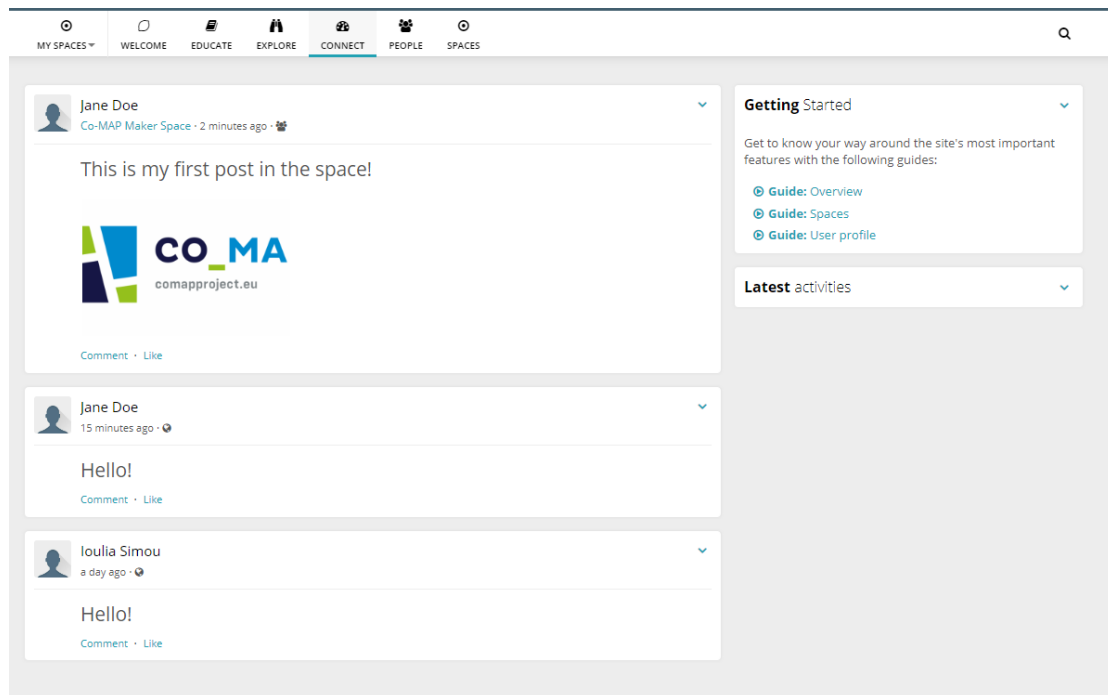 MY SPACES
WELCOME
EDUCATE
EXPLORE
CONNECT
PEOPLE
SPACES
Jane Doe
Co-MAP Maker Space · 2 minutes ago ·
This is my first post in the space!
CO_MA
comapproject.eu
Comment · Like
Jane Doe
15 minutes ago ·
Hello!
Comment · Like
Ioulia Simou
a day ago ·
Hello!
Comment · Like
Getting Started
Get to know your way around the site's most important
features with the following guides:
Guide: Overview
Guide: Spaces
Guide: User profile
Latest activities